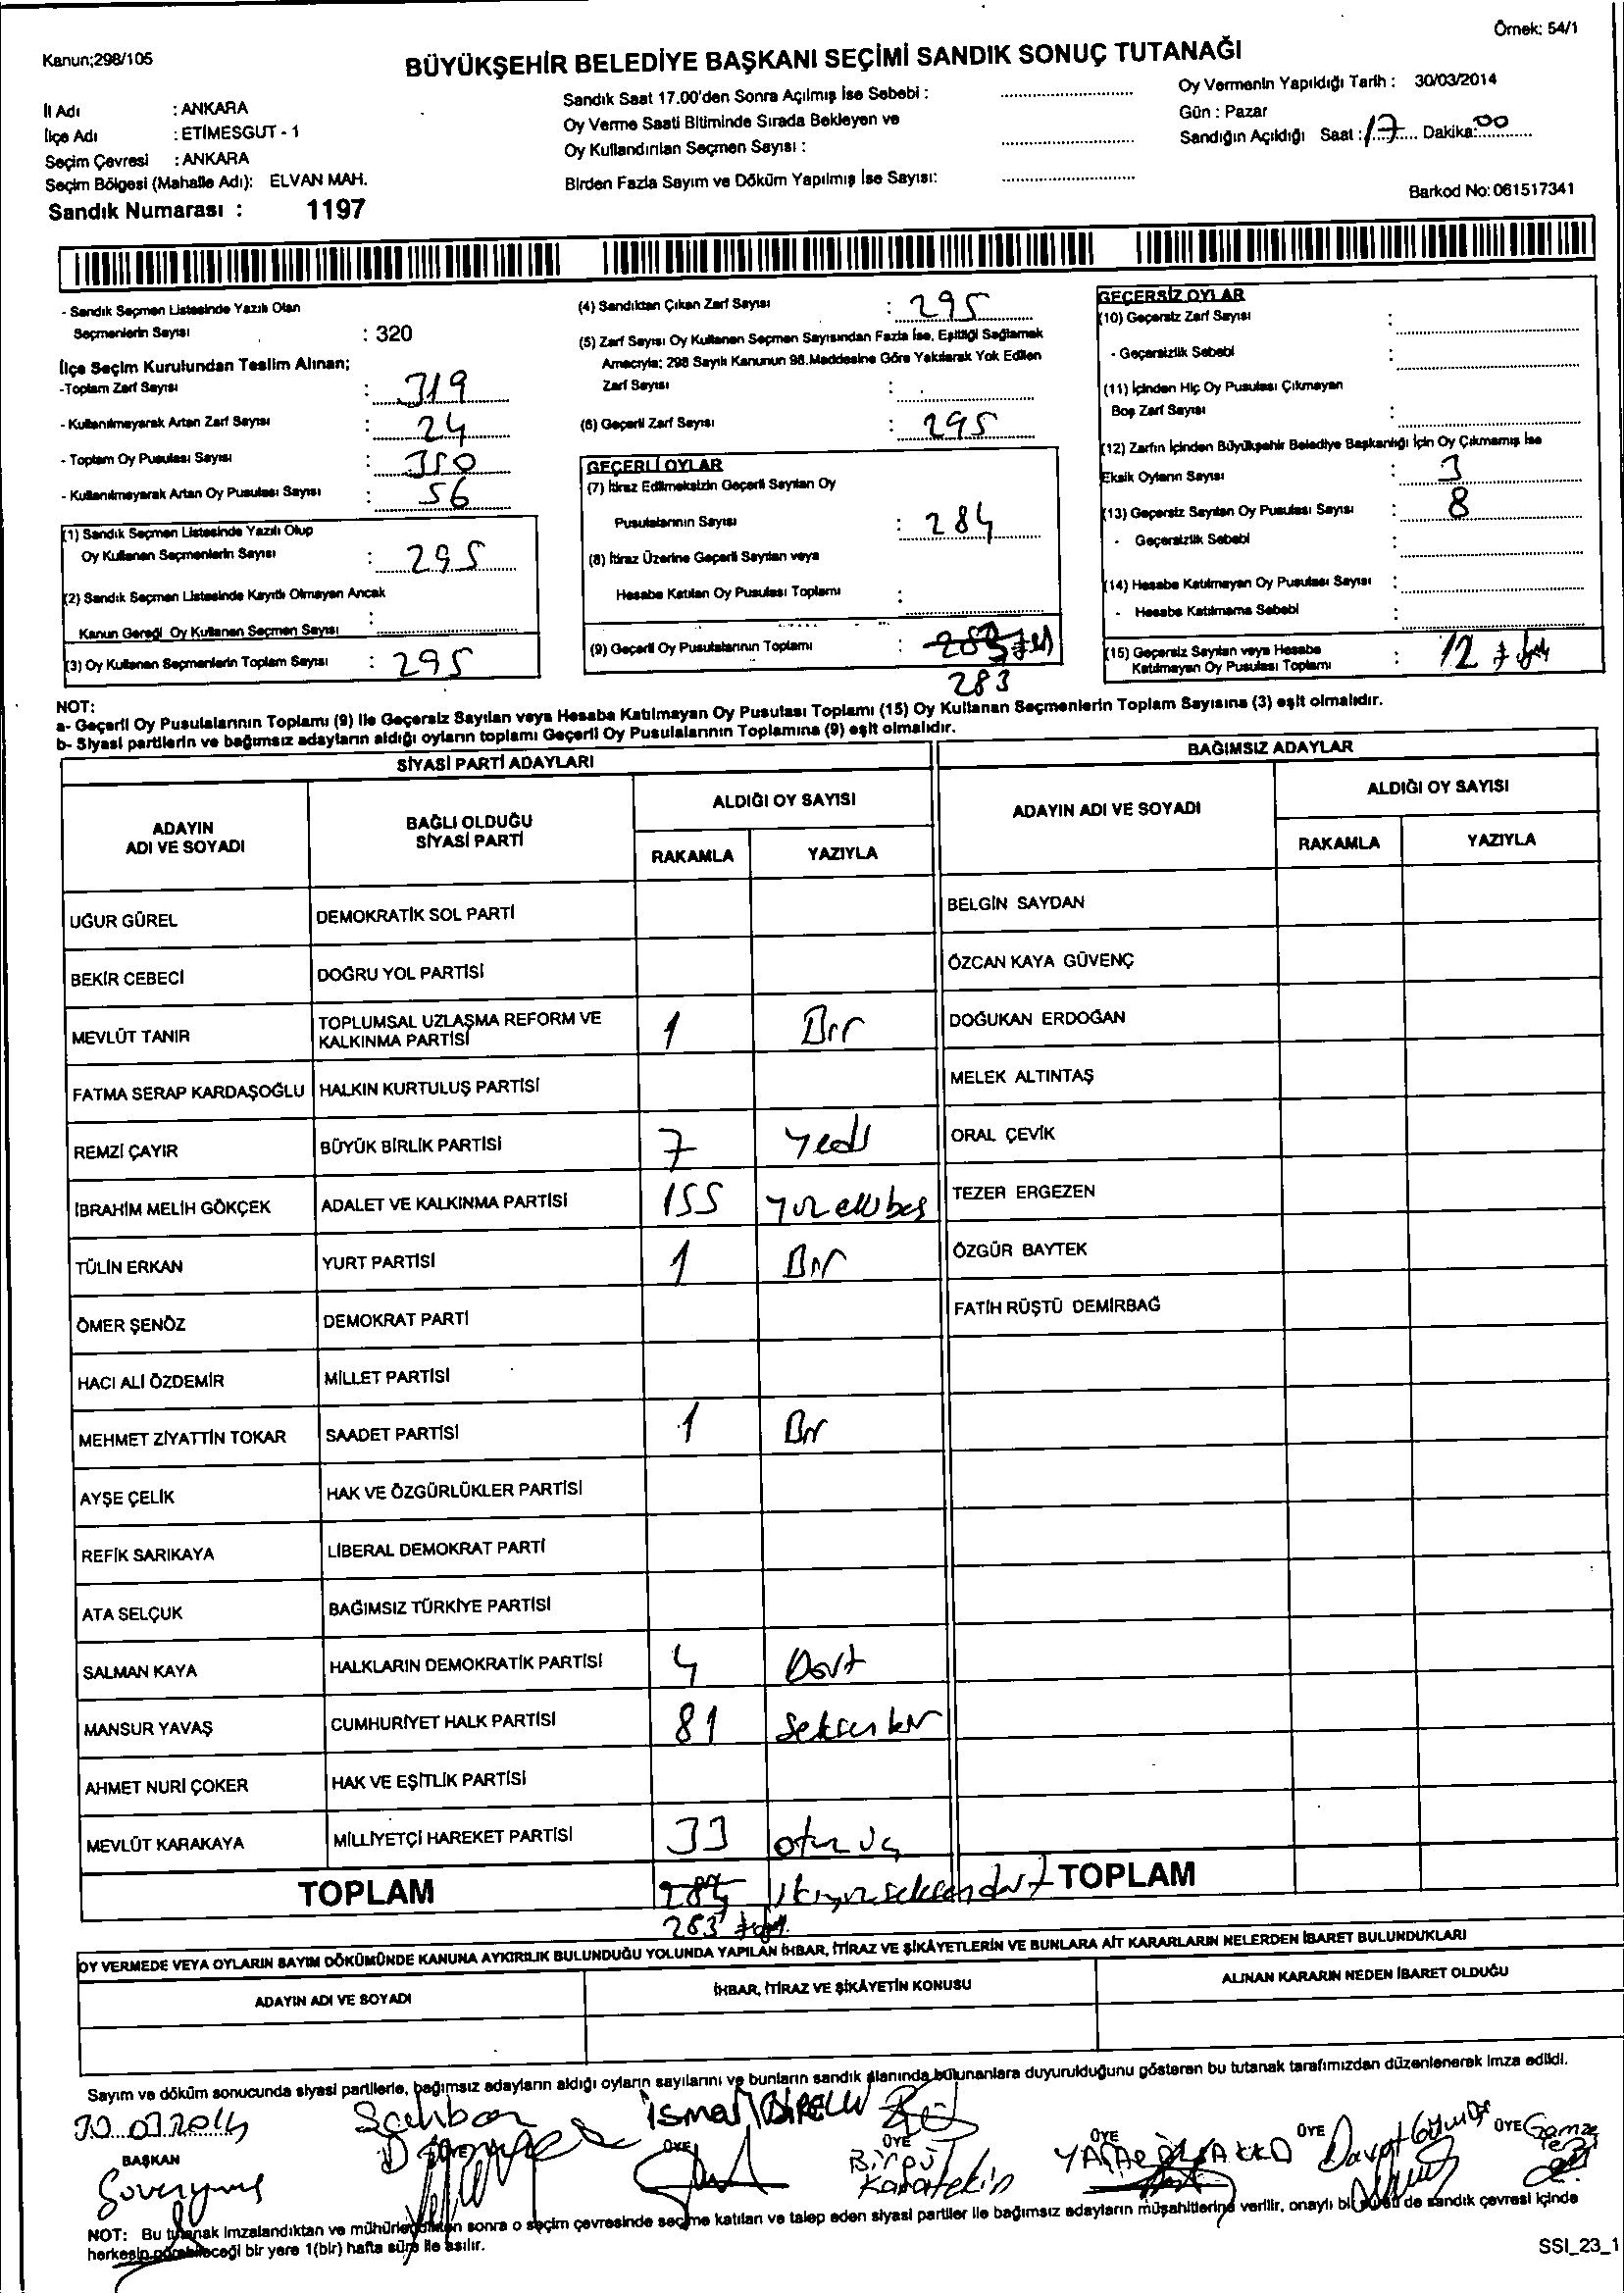 Örnek: 54/1
Kanun;298/105
BÜYÜKŞEHİR BELEDİYE BAŞKANI SEÇİMİ SANDIK SONUÇ TUTANAĞI
İl Adı : ANKARA
İlçe Adı : ETİMESGUT - 1
Seçim Çevresi : ANKARA
Seçim Bölgesi (Mahalle Adı): ELVAN MAH.
Sandık Numarası : 1197
Sandık Saat 17.00'den Sonra Açılmış İse Sebebi :
Oy Verme Saati Bitiminde Sırada Bekleyen ve
Oy Kullandırılan Seçmen Sayısı :
Birden Fazla Sayım ve Döküm Yapılmış İse Sayısı:
Oy Vermenin Yapıldığı Tarih : 30/03/2014
Gün : Pazar
Sandığın Açıldığı Saat : 17 Dakika: 00
Barkod No: 061517341
- Sandık Seçmen Listesinde Yazılı Olan
Seçmenlerin Sayısı : 320
İlçe Seçim Kurulundan Teslim Alınan;
-Toplam Zarf Sayısı : 319
- Kullanılmayarak Artan Zarf Sayısı : 24
- Toplam Oy Pusulası Sayısı : 350
- Kullanılmayarak Artan Oy Pusulası Sayısı : 56
(1) Sandık Seçmen Listesinde Yazılı Olup
Oy Kullanan Seçmenlerin Sayısı : 295
(2) Sandık Seçmen Listesinde Kayıtlı Olmayan Ancak
Kanun Gereği Oy Kullanan Seçmen Sayısı :
(3) Oy Kullanan Seçmenlerin Toplam Sayısı : 295
(4) Sandıktan Çıkan Zarf Sayısı : 295
(5) Zarf Sayısı Oy Kullanan Seçmen Sayısından Fazla İse, Eşitliği Sağlamak
Amacıyla; 298 Sayılı Kanunun 98.Maddesine Göre Yakılarak Yok Edilen
Zarf Sayısı :
(6) Geçerli Zarf Sayısı : 295
GEÇERLİ OYLAR
(7) İtiraz Edilmeksizin Geçerli Sayılan Oy
Pusulalarının Sayısı : 284
(8) İtiraz Üzerine Geçerli Sayılan veya
Hesaba Katılan Oy Pusulası Toplamı :
(9) Geçerli Oy Pusulalarının Toplamı :
283
GEÇERSİZ OYLAR
(10) Geçersiz Zarf Sayısı :
- Geçersizlik Sebebi :
(11) İçinden Hiç Oy Pusulası Çıkmayan
Boş Zarf Sayısı :
(12) Zarfın İçinden Büyükşehir Belediye Başkanlığı İçin Oy Çıkmamış İse
Eksik Oyların Sayısı : 3
(13) Geçersiz Sayılan Oy Pusulası Sayısı : 8
- Geçersizlik Sebebi :
(14) Hesaba Katılmayan Oy Pusulası Sayısı :
- Hesaba Katılmama Sebebi :
(15) Geçersiz Sayılan veya Hesaba
Katılmayan Oy Pusulası Toplamı : 12
NOT:
a- Geçerli Oy Pusulalarının Toplamı (9) ile Geçersiz Sayılan veya Hesaba Katılmayan Oy Pusulası Toplamı (15) Oy Kullanan Seçmenlerin Toplam Sayısına (3) eşit olmalıdır.
b- Siyasi partilerin ve bağımsız adayların aldığı oyların toplamı Geçerli Oy Pusulalarının Toplamına (9) eşit olmalıdır.
SİYASİ PARTİ ADAYLARI
ADAYIN ADI VE SOYADI
BAĞLI OLDUĞU SİYASİ PARTİ
ALDIĞI OY SAYISI
RAKAMLA YAZIYLA
UĞUR GÜREL DEMOKRATİK SOL PARTİ
BEKİR CEBECİ DOĞRU YOL PARTİSİ
MEVLÜT TANIR TOPLUMSAL UZLAŞMA REFORM VE KALKINMA PARTİSİ 1 Bir
FATMA SERAP KARDAŞOĞLU HALKIN KURTULUŞ PARTİSİ
REMZİ ÇAYIR BÜYÜK BİRLİK PARTİSİ 7 Yedi
İBRAHİM MELİH GÖKÇEK ADALET VE KALKINMA PARTİSİ 155 yüzellibeş
TÜLİN ERKAN YURT PARTİSİ 1 Bir
ÖMER ŞENÖZ DEMOKRAT PARTİ
HACI ALİ ÖZDEMİR MİLLET PARTİSİ
MEHMET ZİYATTİN TOKAR SAADET PARTİSİ 1 Bir
AYŞE ÇELİK HAK VE ÖZGÜRLÜKLER PARTİSİ
REFİK SARIKAYA LİBERAL DEMOKRAT PARTİ
ATA SELÇUK BAĞIMSIZ TÜRKİYE PARTİSİ
SALMAN KAYA HALKLARIN DEMOKRATİK PARTİSİ 4 Dört
MANSUR YAVAŞ CUMHURİYET HALK PARTİSİ 81 Seksenbir
AHMET NURİ ÇOKER HAK VE EŞİTLİK PARTİSİ
MEVLÜT KARAKAYA MİLLİYETÇİ HAREKET PARTİSİ 33 otuz üç
TOPLAM 284 ikiyüzseksendört
283
BAĞIMSIZ ADAYLAR
ADAYIN ADI VE SOYADI
ALDIĞI OY SAYISI
RAKAMLA YAZIYLA
BELGİN SAYDAN
ÖZCAN KAYA GÜVENÇ
DOĞUKAN ERDOĞAN
MELEK ALTINTAŞ
ORAL ÇEVİK
TEZER ERGEZEN
ÖZGÜR BAYTEK
FATİH RÜŞTÜ DEMİRBAĞ
TOPLAM
OY VERMEDE VEYA OYLARIN SAYIM DÖKÜMÜNDE KANUNA AYKIRILIK BULUNDUĞU YOLUNDA YAPILAN İHBAR, İTİRAZ VE ŞİKÂYETLERİN VE BUNLARA AİT KARARLARIN NELERDEN İBARET BULUNDUKLARI
ADAYIN ADI VE SOYADI İHBAR, İTİRAZ VE ŞİKÂYETİN KONUSU ALINAN KARARIN NEDEN İBARET OLDUĞU
Sayım ve döküm sonucunda siyasi partilerle, bağımsız adayların aldığı oyların sayılarını ve bunların sandık alanında bulunanlara duyurulduğunu gösteren bu tutanak tarafımızdan düzenlenerek imza edildi.
30.03.2014
BAŞKAN ÜYE ÜYE ÜYE ÜYE ÜYE
NOT: Bu tutanak imzalandıktan ve mühürlendikten sonra o seçim çevresinde seçime katılan ve talep eden siyasi partiler ile bağımsız adayların müşahitlerine verilir, onaylı bir sureti de sandık çevresi içinde
herkesin görebileceği bir yere 1(bir) hafta süre ile asılır.
SSI_23_1